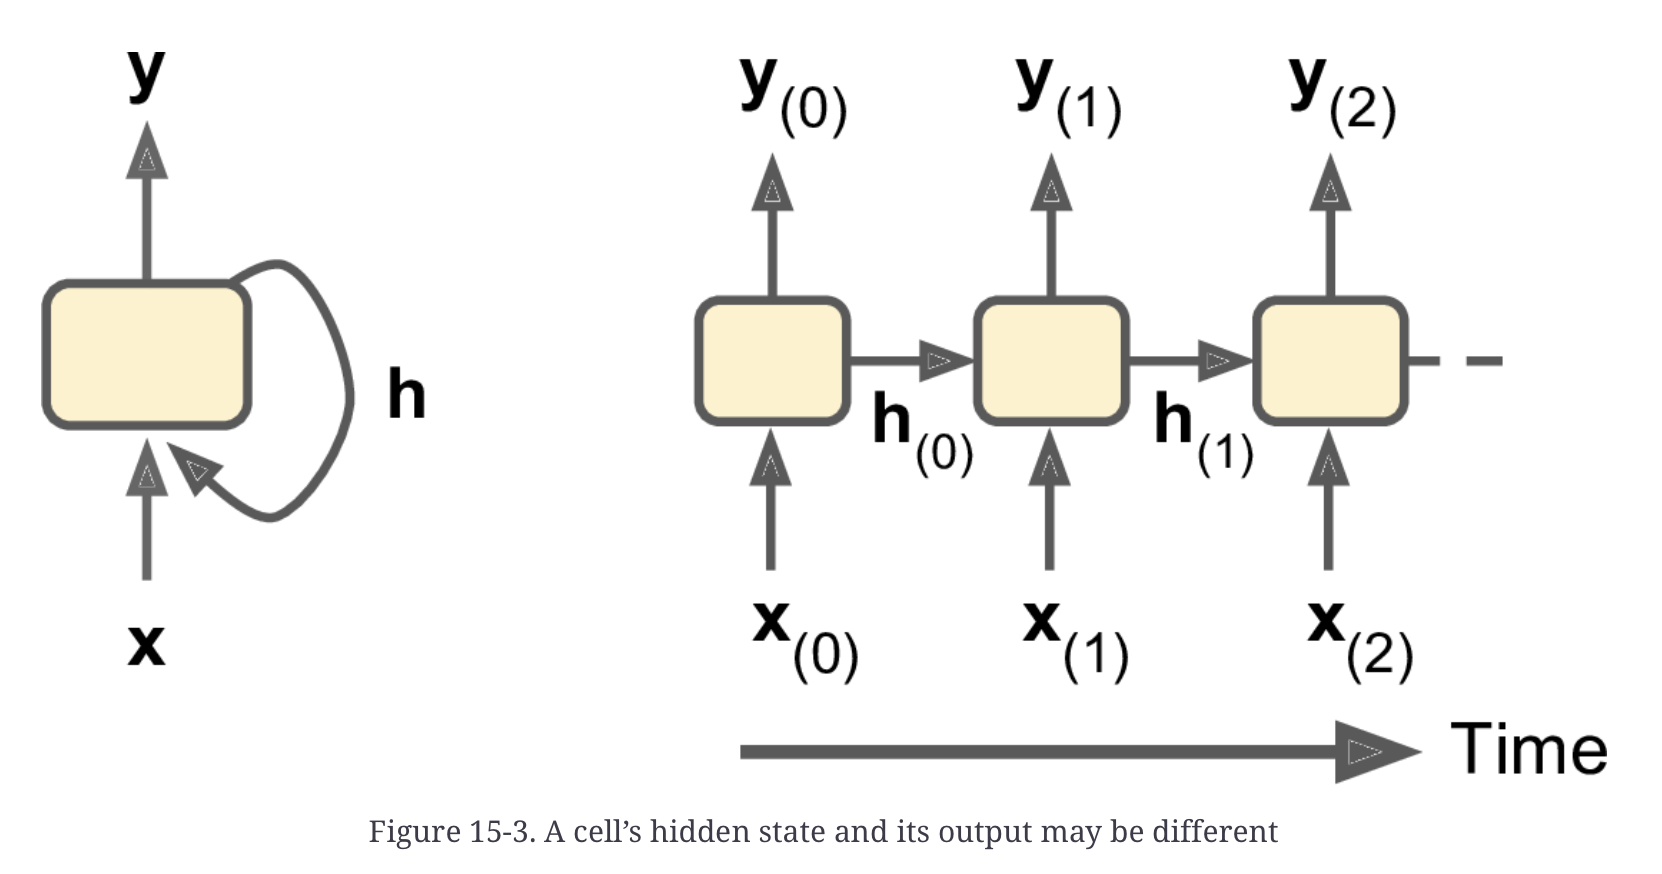 y
h
x
y(0) y(1) y(2)
h(0) h(1)
x(0) x(1) x(2)
Time
Figure 15-3. A cell’s hidden state and its output may be different